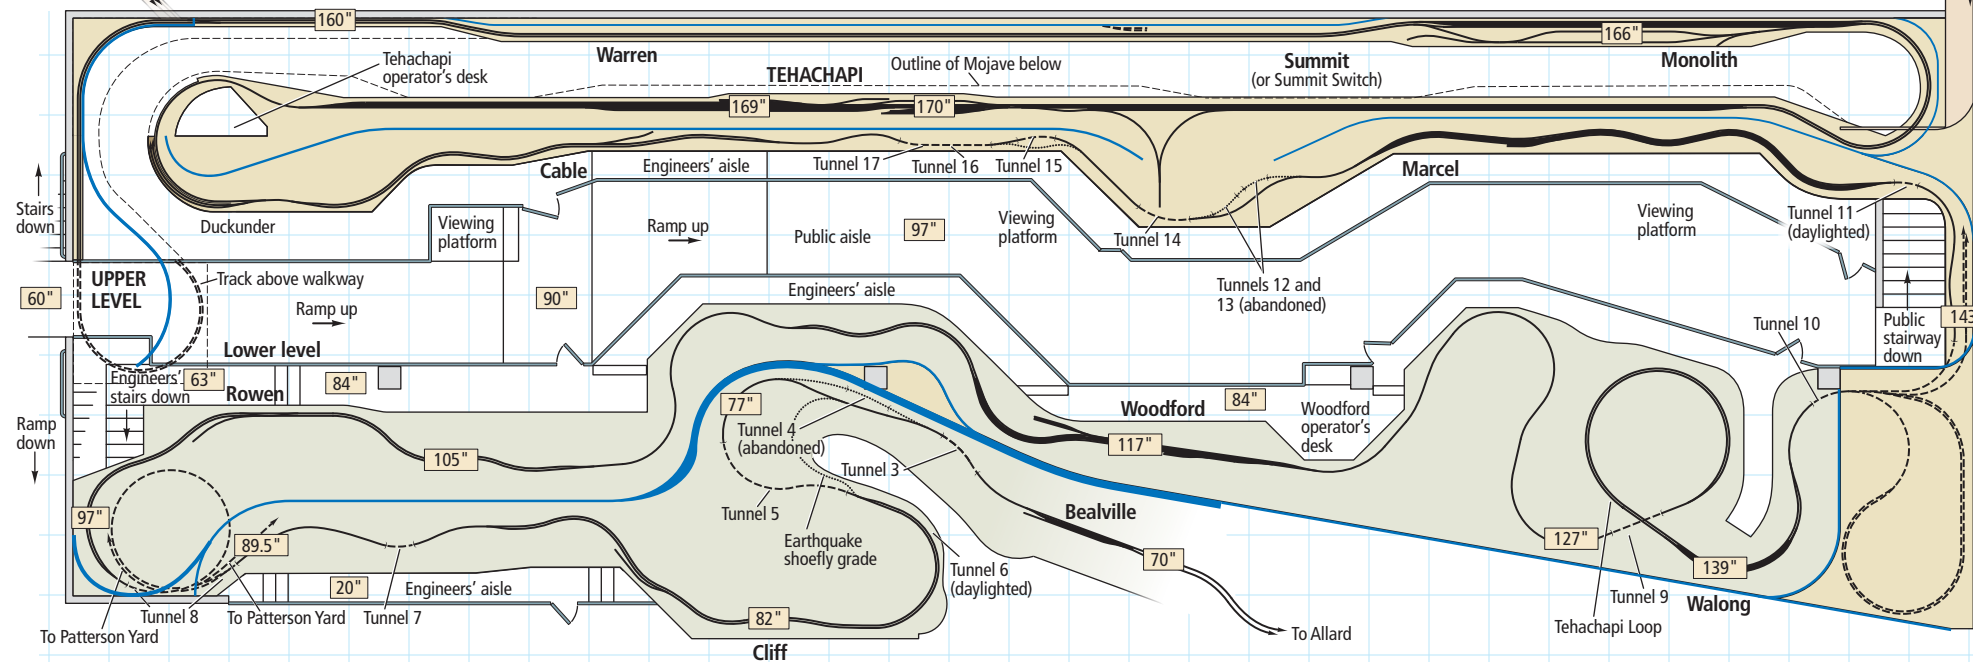 160"
166"
Tehachapi
operator's desk
Warren
TEHACHAPI
Outline of Mojave below
Summit
(or Summit Switch)
Monolith
169"
170"
Cable
Engineers' aisle
Tunnel 17
Tunnel 16
Tunnel 15
Marcel
Stairs
down
Duckunder
Viewing
platform
Ramp up
Public aisle
97"
Viewing
platform
Tunnel 14
Viewing
platform
Tunnel 11
(daylighted)
UPPER
LEVEL
Track above walkway
60"
Ramp up
90"
Engineers' aisle
Tunnels 12 and
13 (abandoned)
Tunnel 10
Public
stairway
down
143
Lower level
Engineers'
stairs down
63"
Rowen
84"
Ramp
down
77"
Tunnel 4
(abandoned)
Woodford
84"
Woodford
operator's
desk
105"
117"
Tunnel 3
97"
89.5"
Tunnel 5
Bealville
Earthquake
shoefly grade
127"
70"
139"
20"
Engineers' aisle
Tunnel 6
(daylighted)
Tunnel 8
To Patterson Yard
To Patterson Yard
Tunnel 7
82"
Cliff
To Allard
Tunnel 9
Tehachapi Loop
Walong